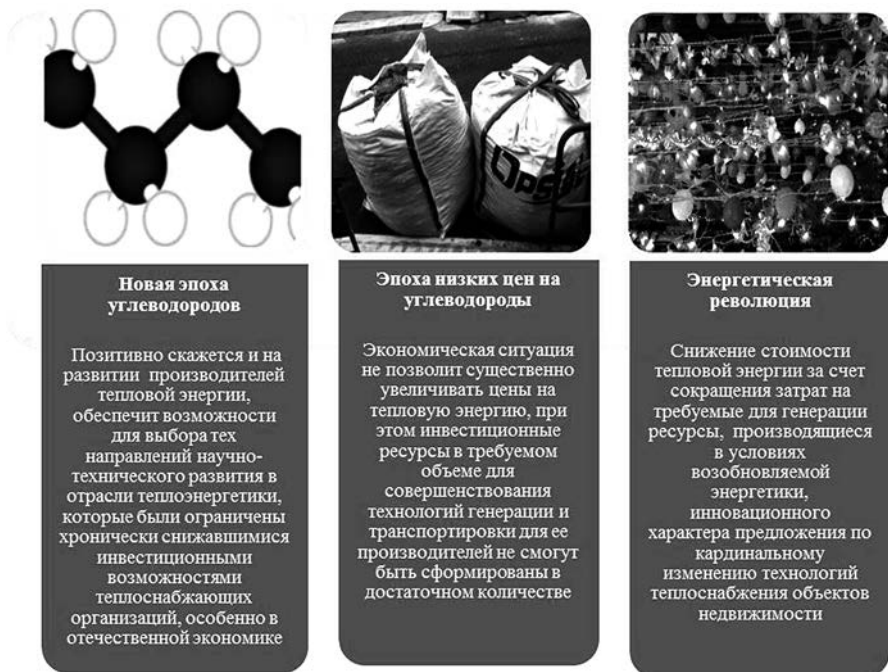 Новая эпоха
углеводородов
Позитивно скажется и на
развитии производителей
тепловой энергии,
обеспечит возможности
для выбора тех
направлений научно-
технического развития в
отрасли теплоэнергетики,
которые были ограничены
хронически снижавшимися
инвестиционными
возможностями
теплоснабжающих
организаций, особенно в
отечественной экономике
Эпоха низких цен на
углеводороды
Экономическая ситуация
не позволит существенно
увеличивать цены на
тепловую энергию, при
этом инвестиционные
ресурсы в требуемом
объеме для
совершенствования
технологий генерации и
транспортировки для ее
производителей не смогут
быть сформированы в
достаточном количестве
Энергетическая
революция
Снижение стоимости
тепловой энергии за счет
сокращения затрат на
требуемые для генерации
ресурсы, производящиеся
в условиях
возобновляемой
энергетики,
инновационного
характера предложения по
кардинальному
изменению технологий
теплоснабжения объектов
недвижимости